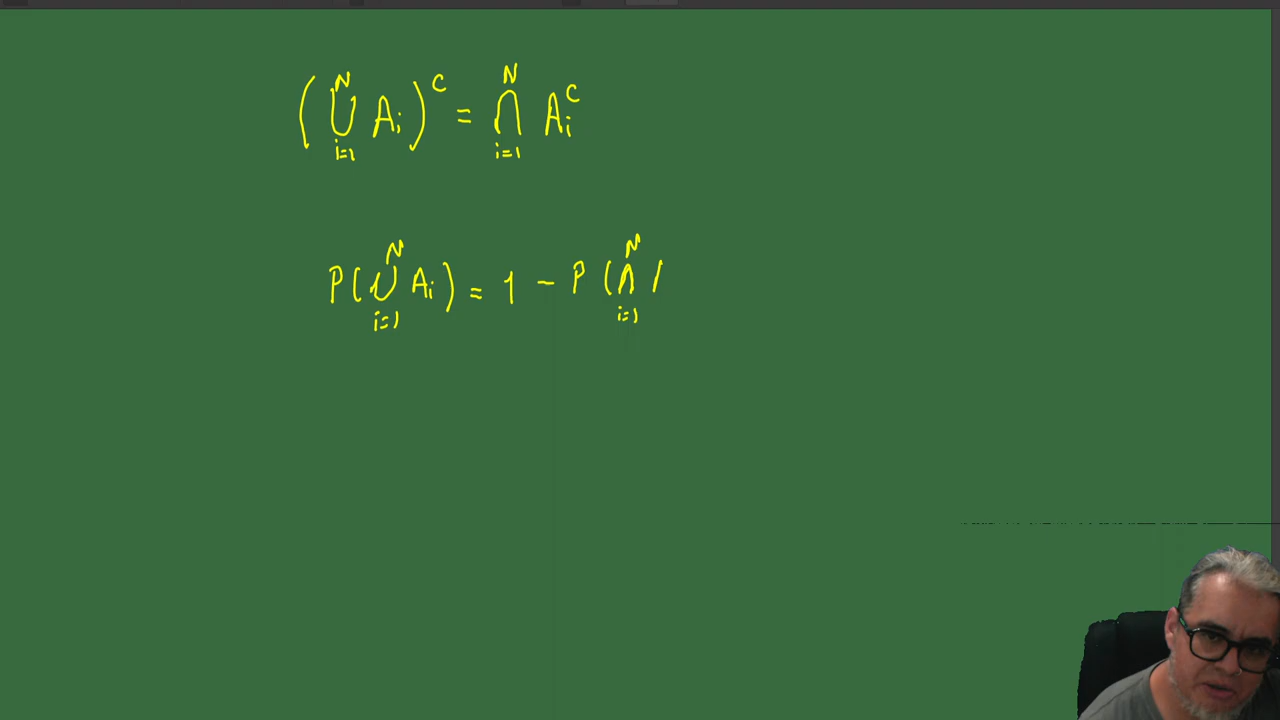 (⋃_{i=1}^{N} A_i)^c = ⋂_{i=1}^{N} A_i^c
P(⋃_{i=1}^{N} A_i) = 1 - P(⋂_{i=1}^{N}